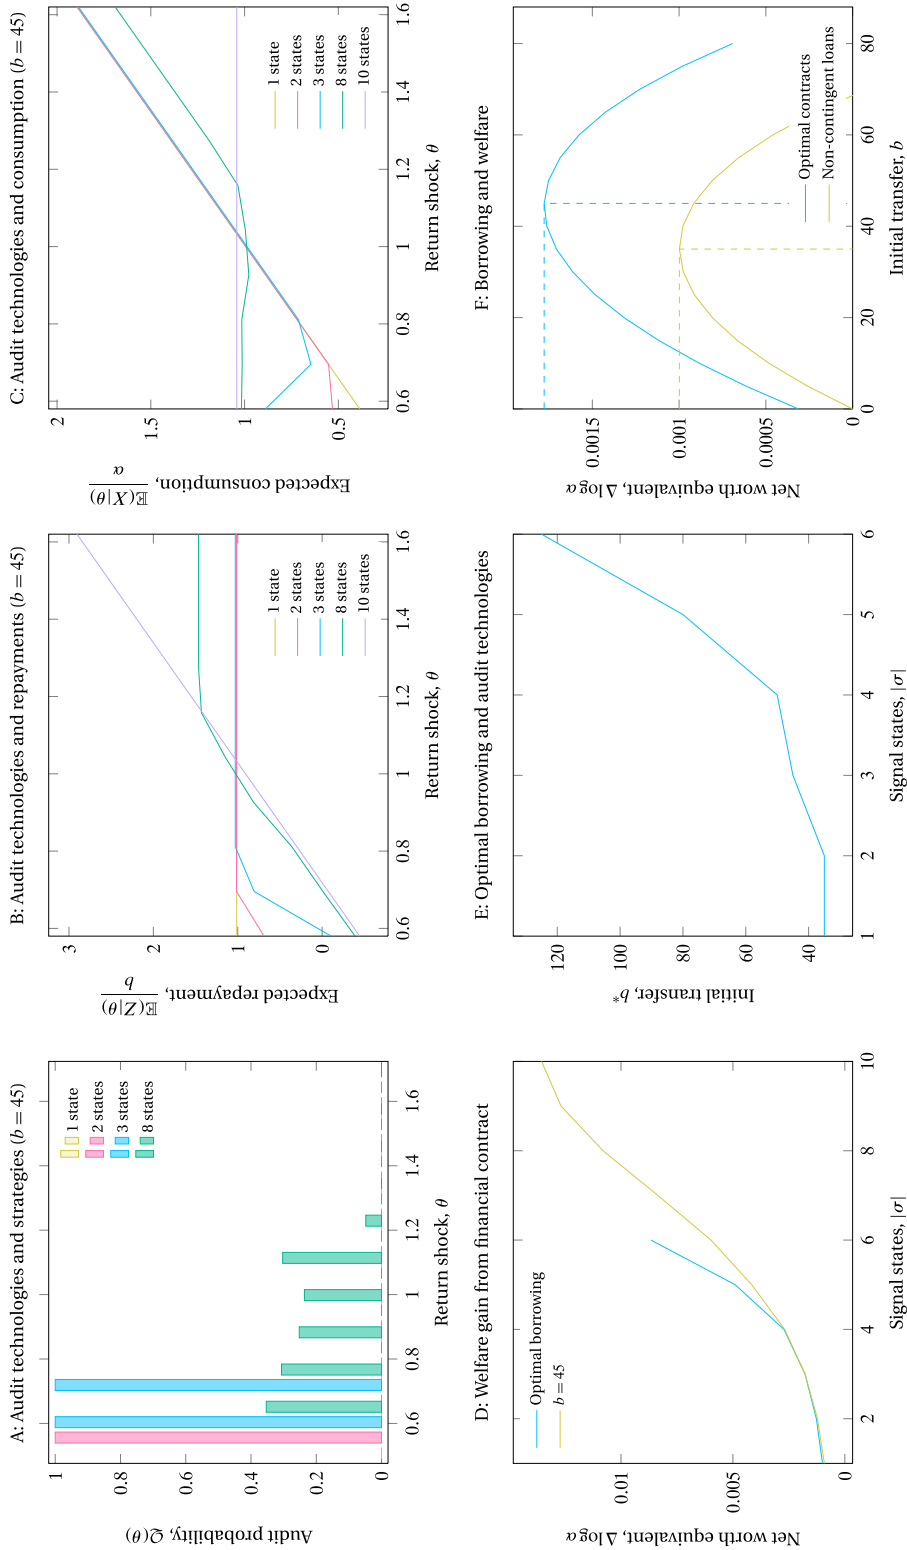 A: Audit technologies and strategies (b = 45)
1
0.8
0.6
0.4
0.2
0
Audit probability, Q(θ)
1 state
2 states
3 states
8 states
0.6
0.8
1
1.2
1.4
1.6
Return shock, θ
B: Audit technologies and repayments (b = 45)
3
2
1
0
Expected repayment, 𝔼(Z|θ)/b
1 state
2 states
3 states
8 states
10 states
0.6
0.8
1
1.2
1.4
1.6
Return shock, θ
C: Audit technologies and consumption (b = 45)
2
1.5
1
0.5
Expected consumption, 𝔼(X|θ)/α
1 state
2 states
3 states
8 states
10 states
0.6
0.8
1
1.2
1.4
1.6
Return shock, θ
D: Welfare gain from financial contract
0.01
0.005
0
Net worth equivalent, Δ log α
Optimal borrowing
b = 45
2
4
6
8
10
Signal states, |σ|
E: Optimal borrowing and audit technologies
120
100
80
60
40
Initial transfer, b*
1
2
3
4
5
6
Signal states, |σ|
F: Borrowing and welfare
0.0015
0.001
0.0005
Net worth equivalent, Δ log α
Optimal contracts
Non-contingent loans
0
20
40
60
80
Initial transfer, b